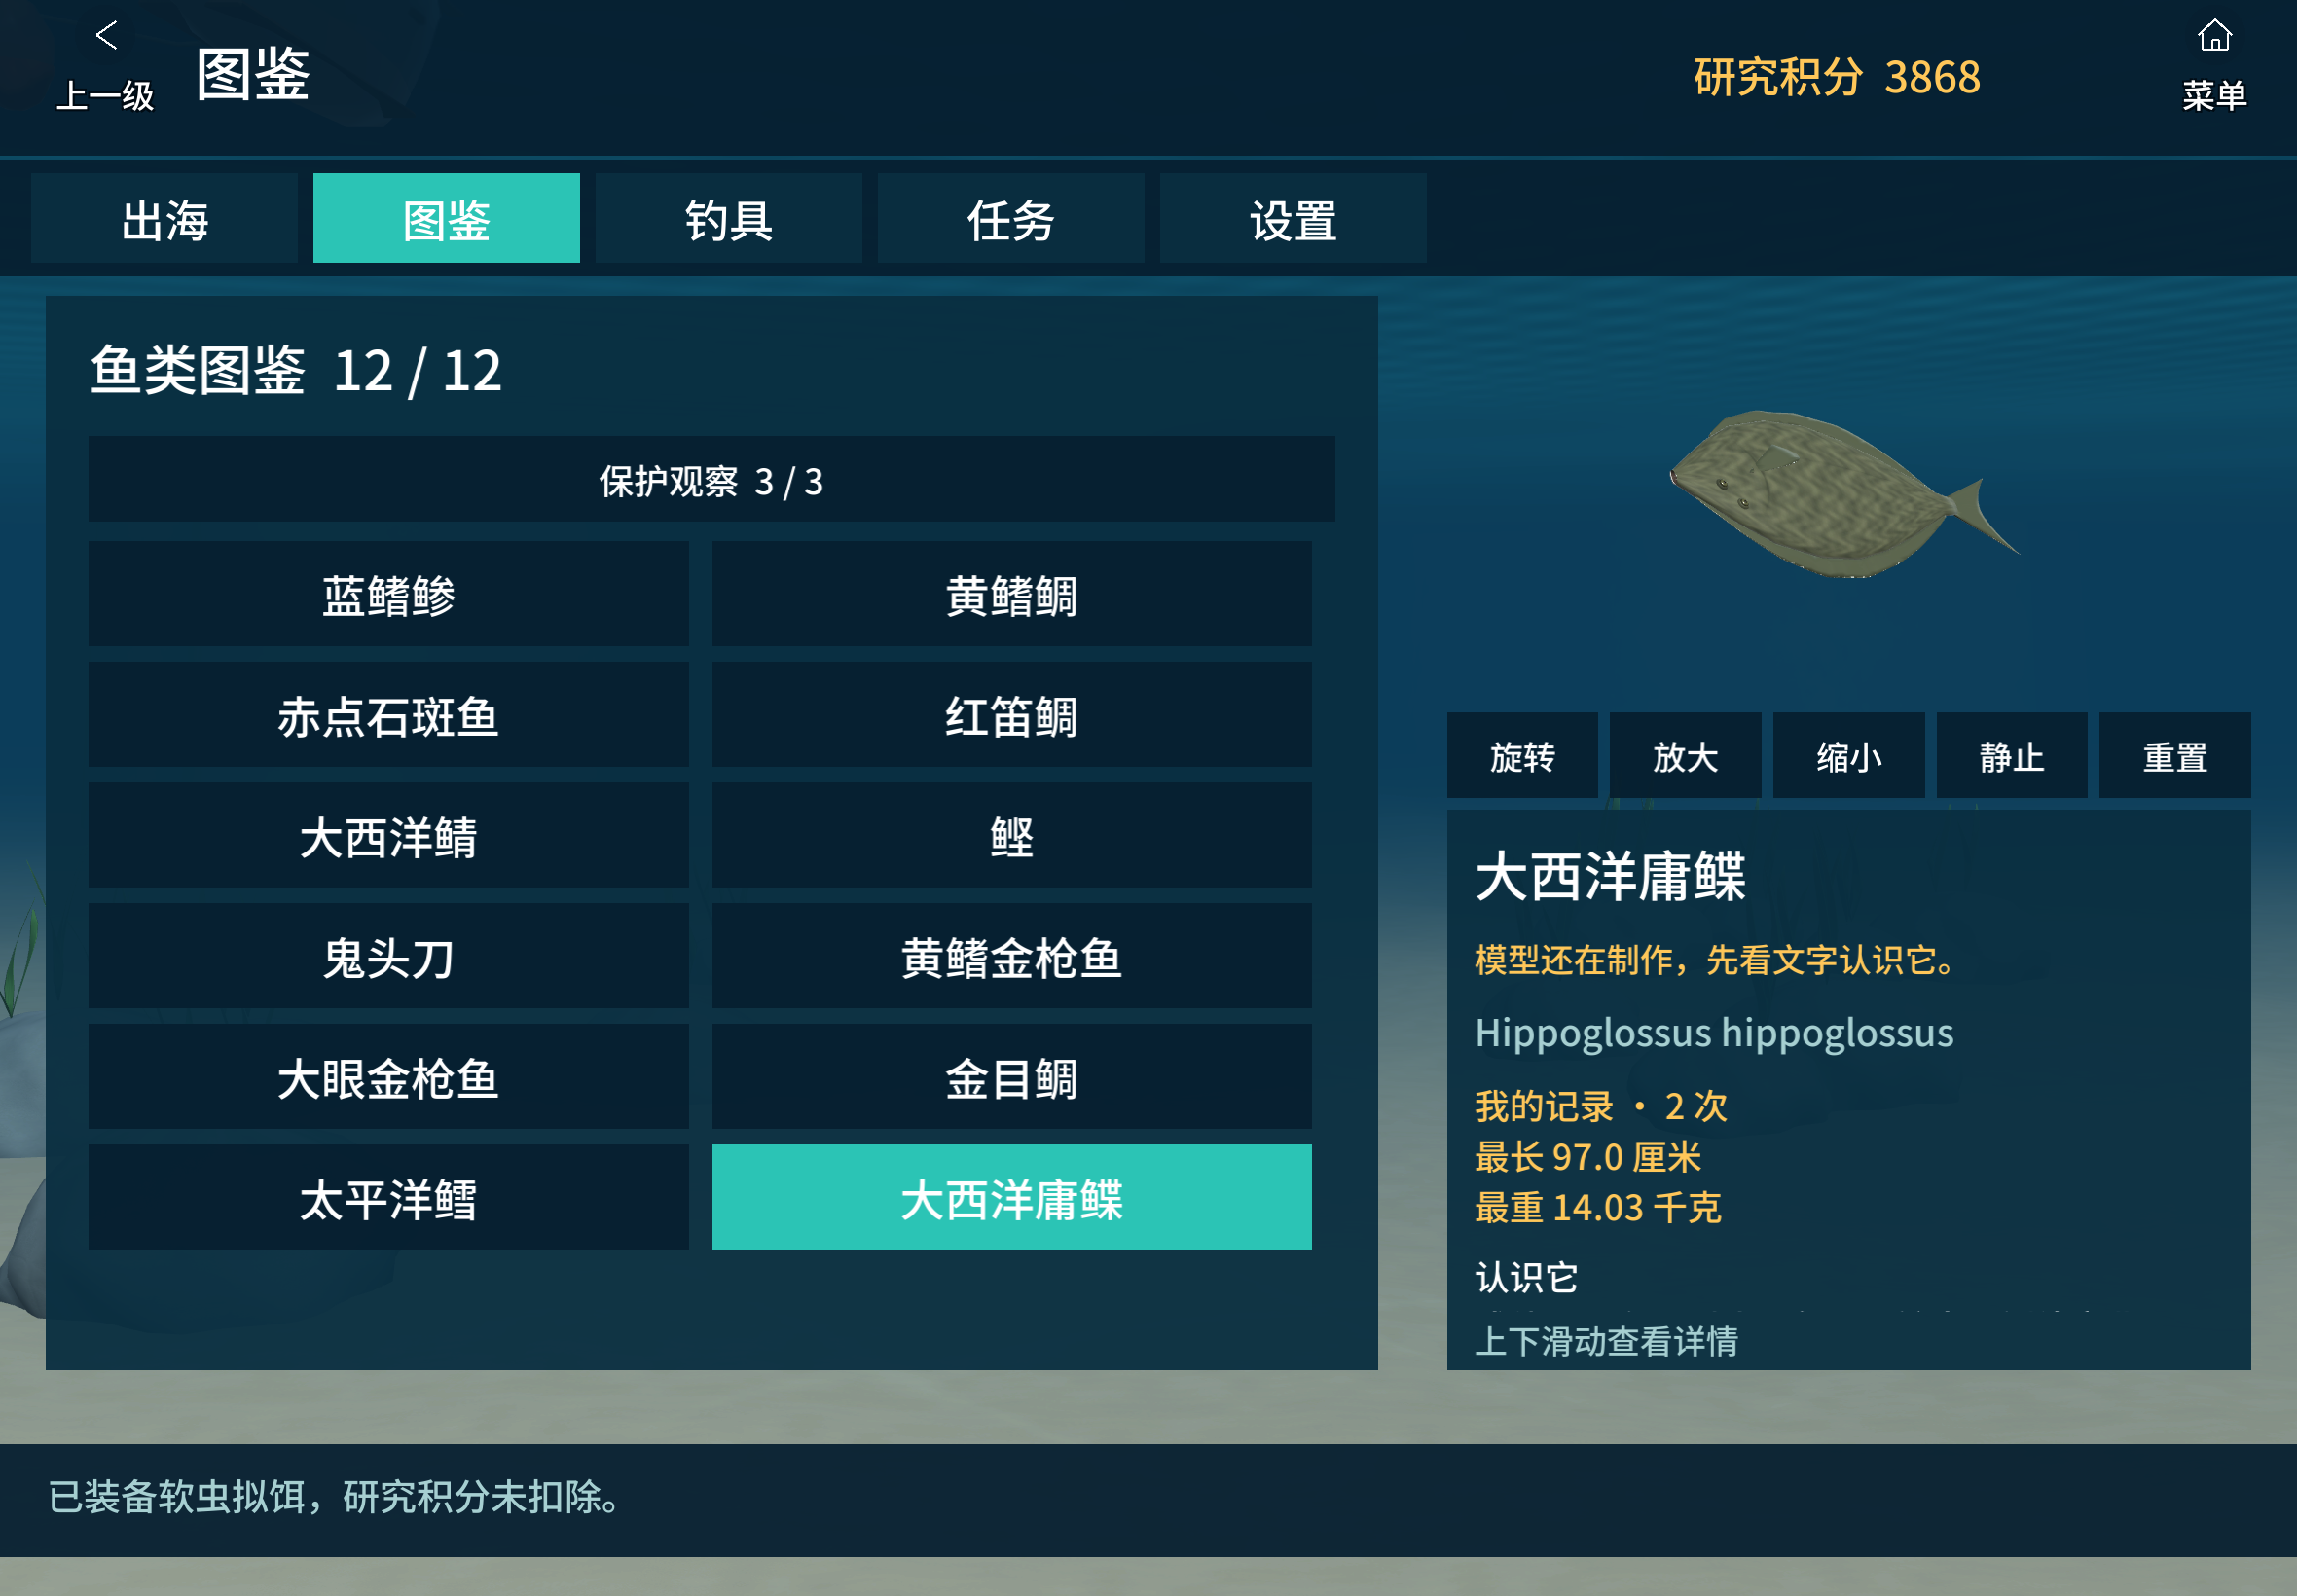 上一级
图鉴
研究积分 3868
菜单
出海
图鉴
钓具
任务
设置
鱼类图鉴 12 / 12
保护观察 3 / 3
蓝鳍鲹
黄鳍鲷
赤点石斑鱼
红笛鲷
大西洋鲭
鲣
鬼头刀
黄鳍金枪鱼
大眼金枪鱼
金目鲷
太平洋鳕
大西洋庸鲽
旋转
放大
缩小
静止
重置
大西洋庸鲽
模型还在制作，先看文字认识它。
Hippoglossus hippoglossus
我的记录 · 2 次
最长 97.0 厘米
最重 14.03 千克
认识它
上下滑动查看详情
已装备软虫拟饵，研究积分未扣除。